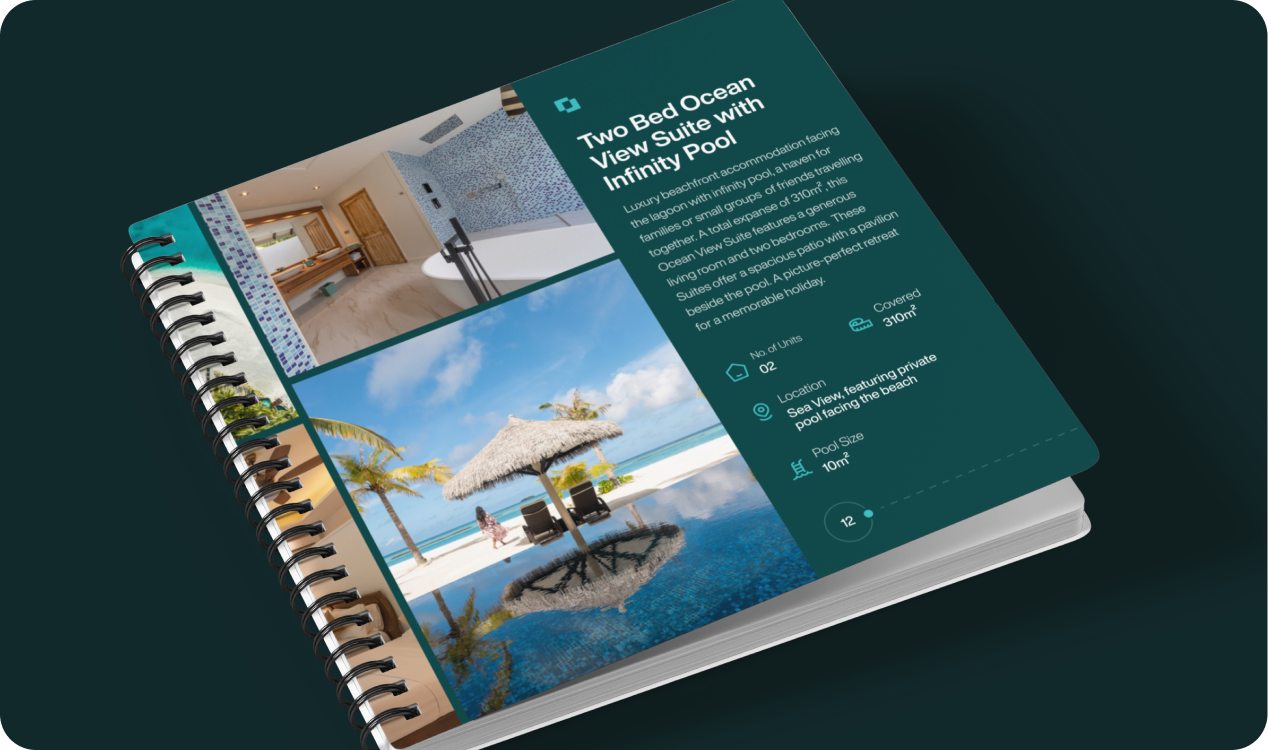 Two Bed Ocean
View Suite with
Infinity Pool
Luxury beachfront accommodation facing
the lagoon with infinity pool, a haven for
families or small groups of friends travelling
together. A total expanse of 310m², this
Ocean View Suite features a generous
living room and two bedrooms. These
Suites offer a spacious patio with a pavilion
beside the pool. A picture-perfect retreat
for a memorable holiday.
No. of Units
02
Covered
310m²
Location
Sea View, featuring private
pool facing the beach
Pool Size
10m²
12